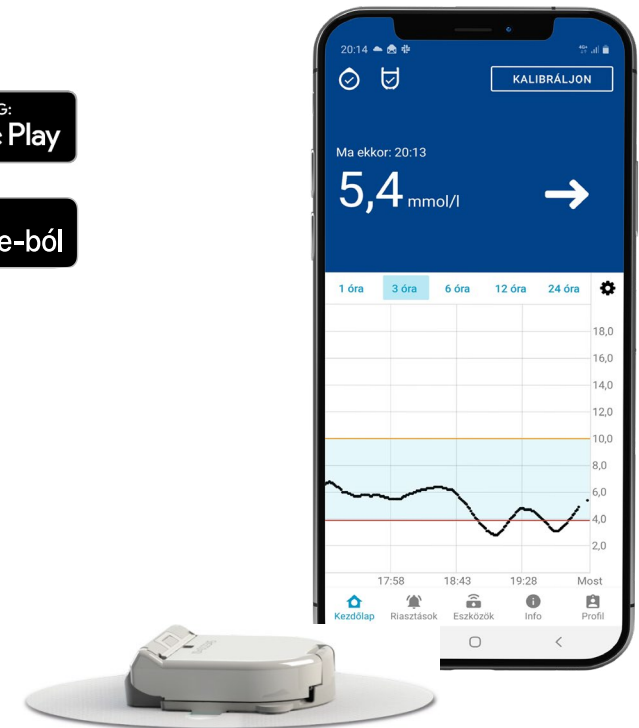 G:
Play
e-ból
20:14
KALIBRÁLJON
Ma ekkor: 20:13
5,4 mmol/l
1 óra 3 óra 6 óra 12 óra 24 óra
18,0
16,0
14,0
12,0
10,0
8,0
6,0
4,0
2,0
17:58 18:43 19:28 Most
Kezdőlap Riasztások Eszközök Info Profil